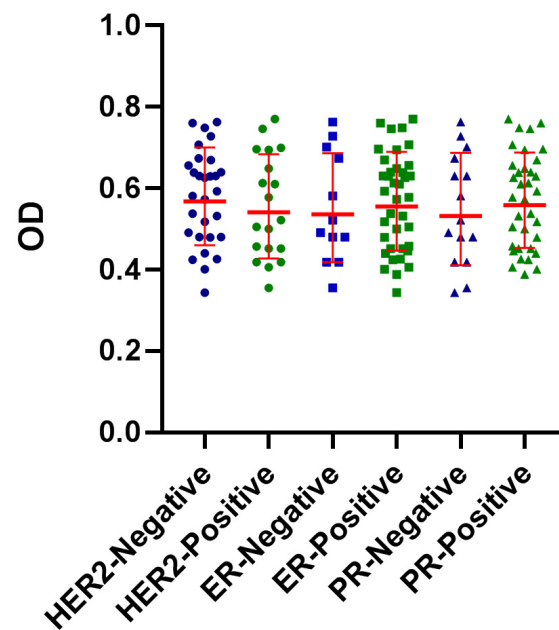 1.0
0.8
0.6
0.4
0.2
0.0
OD
HER2-Negative
HER2-Positive
ER-Negative
ER-Positive
PR-Negative
PR-Positive